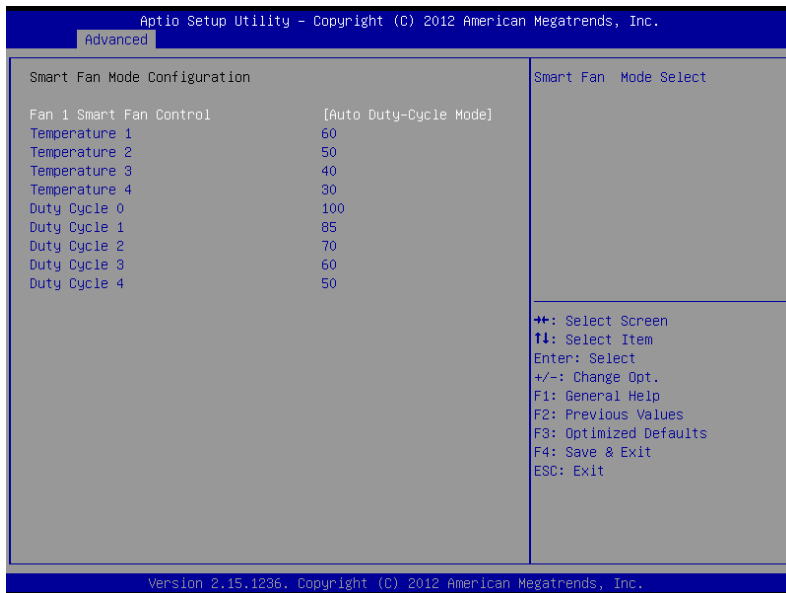 Aptio Setup Utility – Copyright (C) 2012 American Megatrends, Inc.
Advanced
Smart Fan Mode Configuration
Fan 1 Smart Fan Control [Auto Duty-Cycle Mode]
Temperature 1 60
Temperature 2 50
Temperature 3 40
Temperature 4 30
Duty Cycle 0 100
Duty Cycle 1 85
Duty Cycle 2 70
Duty Cycle 3 60
Duty Cycle 4 50
Smart Fan Mode Select
→←: Select Screen
↑↓: Select Item
Enter: Select
+/-: Change Opt.
F1: General Help
F2: Previous Values
F3: Optimized Defaults
F4: Save & Exit
ESC: Exit
Version 2.15.1236. Copyright (C) 2012 American Megatrends, Inc.